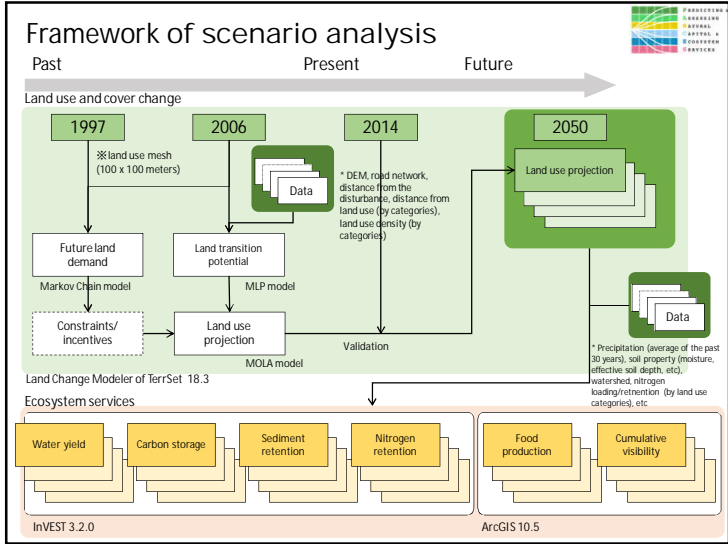 Framework of scenario analysis
PREDICTING &
ASSESSING
NATURAL
CAPITAL &
ECOSYSTEM
SERVICES
Past
Present
Future
Land use and cover change
1997
2006
2014
2050
※land use mesh
(100 x 100 meters)
Data
* DEM, road network,
distance from the
disturbance, distance from
land use (by categories),
land use density (by
categories)
Land use projection
Future land
demand
Land transition
potential
Markov Chain model
MLP model
Data
Constraints/
incentives
Land use
projection
Validation
MOLA model
* Precipitation (average of the past
30 years), soil property (moisture,
effective soil depth, etc),
watershed, nitrogen
loading/retnention (by land use
categories), etc
Land Change Modeler of TerrSet 18.3
Ecosystem services
Water yield
Carbon storage
Sediment
retention
Nitrogen
retention
Food
production
Cumulative
visibility
InVEST 3.2.0
ArcGIS 10.5